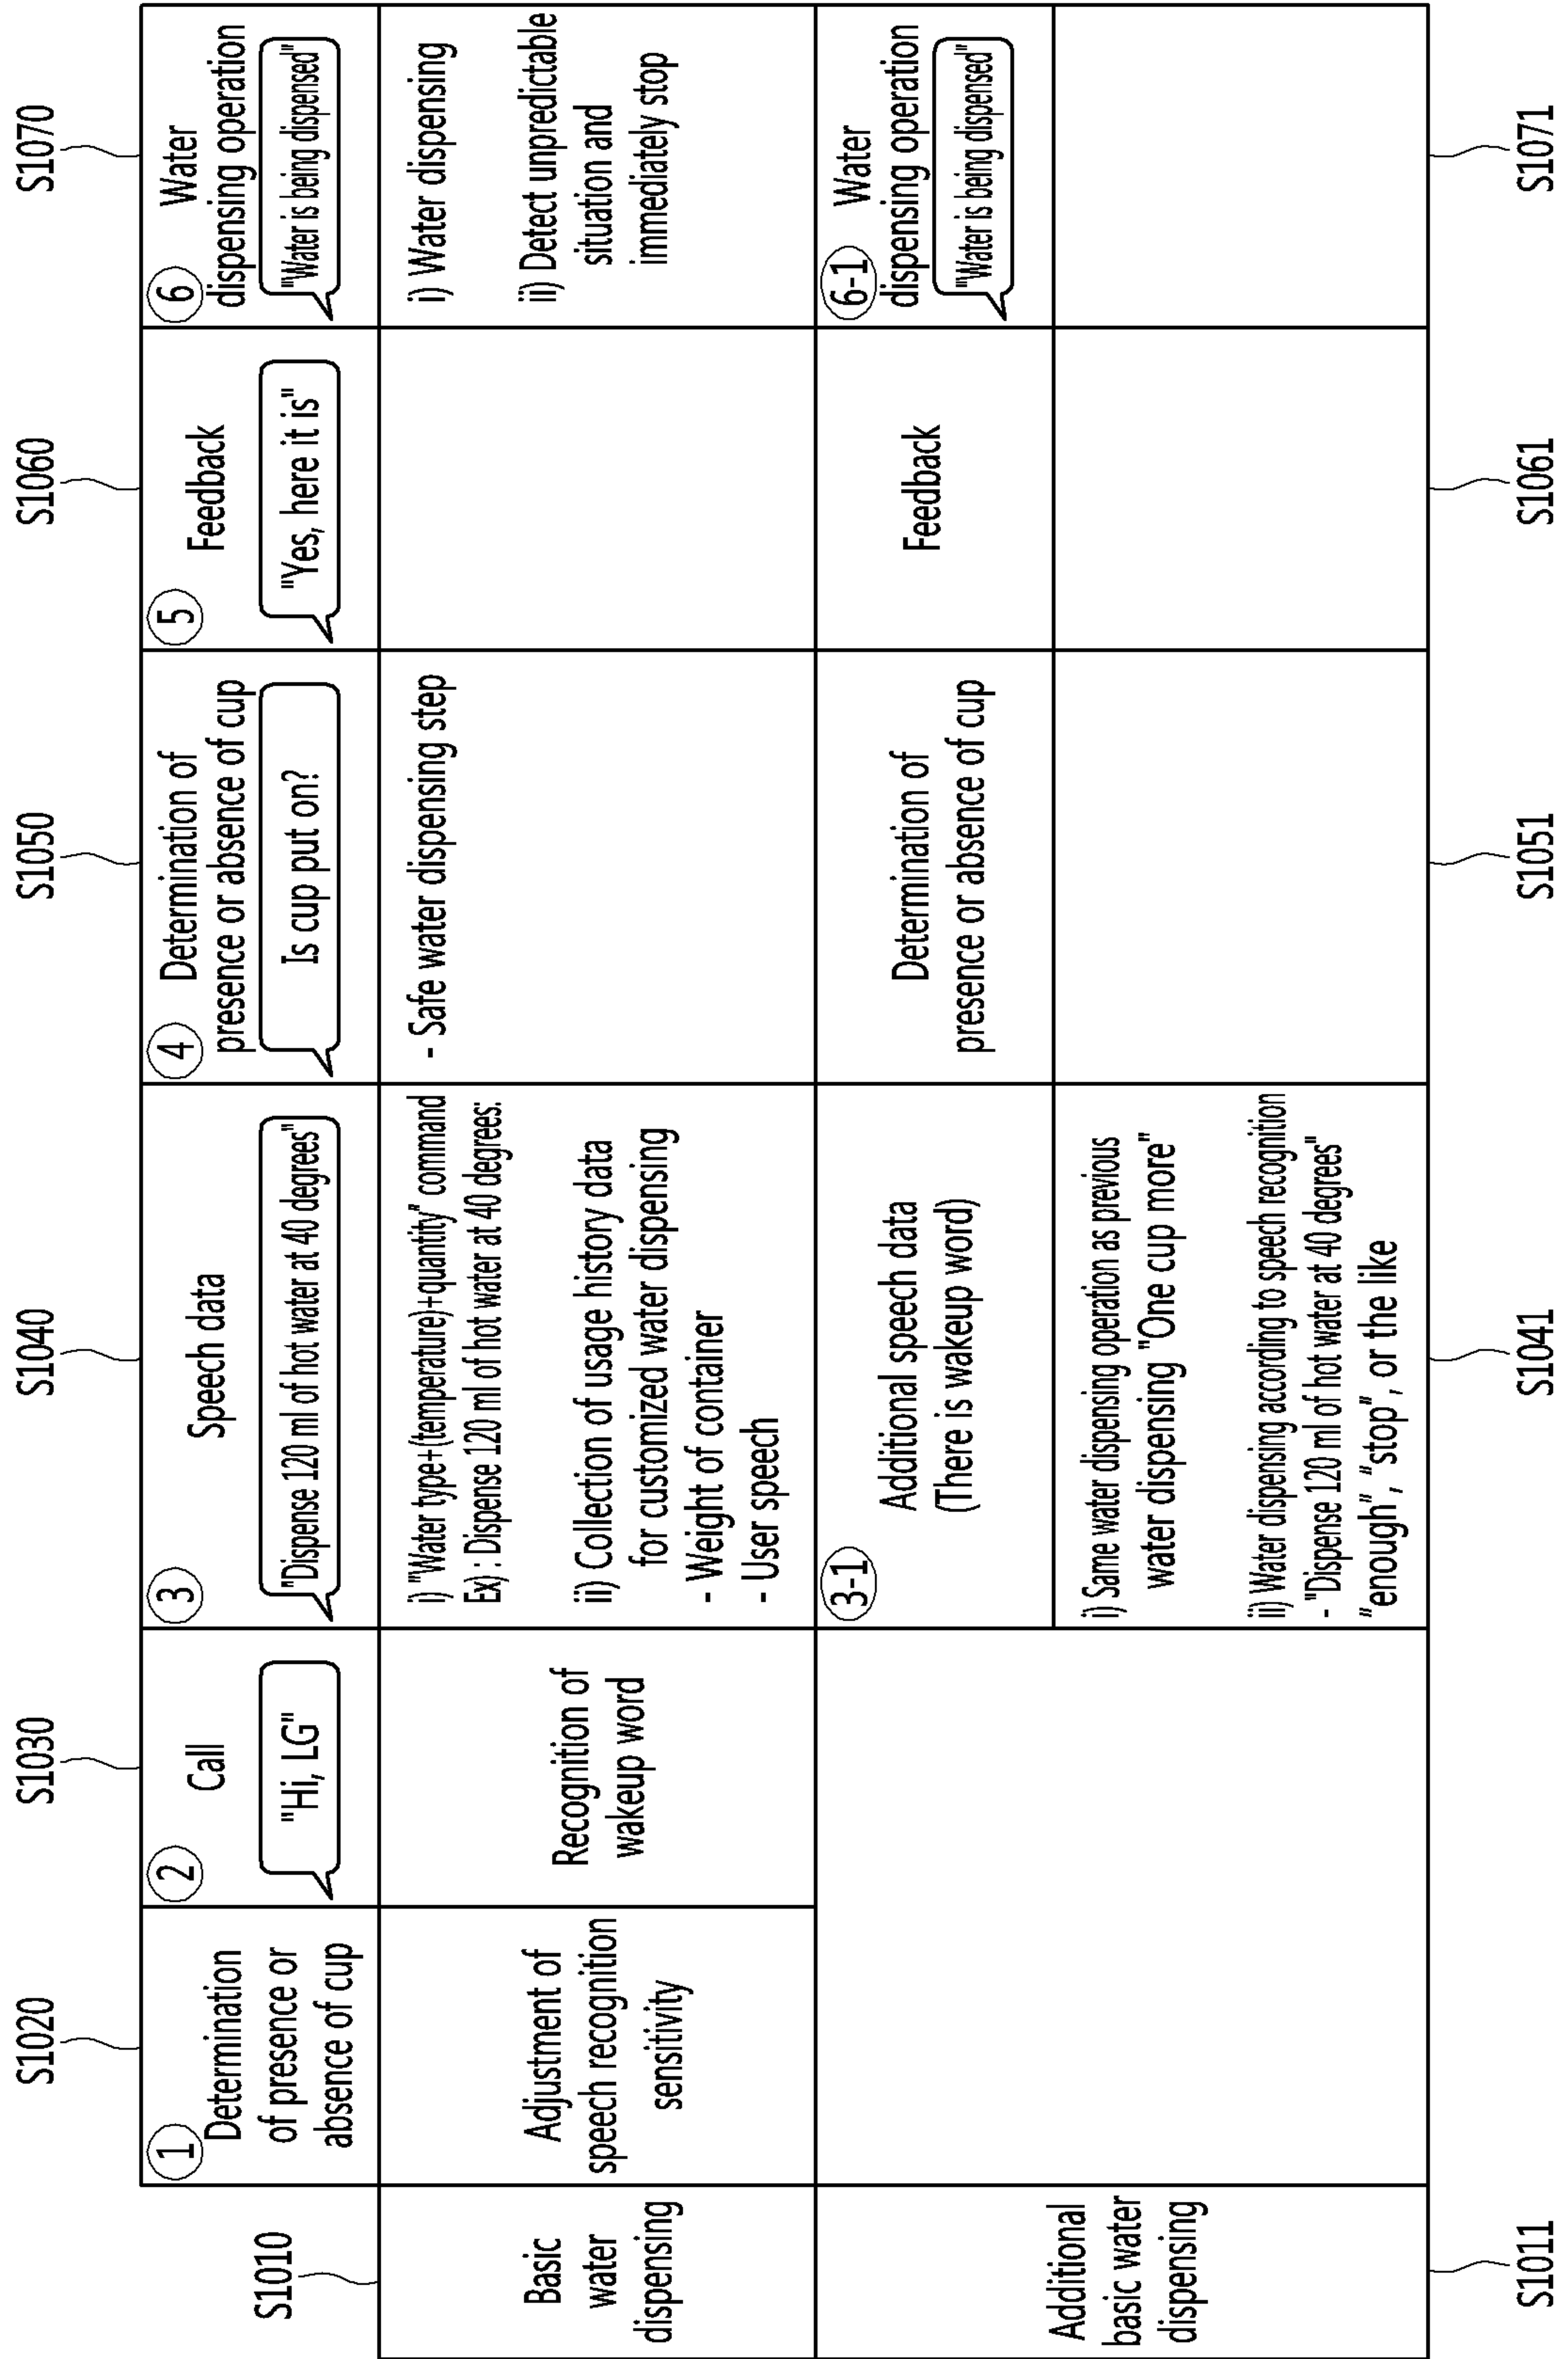 S1010
S1020
S1030
S1040
S1050
S1060
S1070
1
Determination
of presence or
absence of cup
2
Call
"Hi, LG"
3
Speech data
"Dispense 120 ml of hot water at 40 degrees"
4
Determination of
presence or absence of cup
Is cup put on?
5
Feedback
"Yes, here it is"
6
Water
dispensing operation
"Water is being dispensed"
Basic
water
dispensing
Adjustment of
speech recognition
sensitivity
Recognition of
wakeup word
i) "Water type+(temperature)+quantity" command
Ex) : Dispense 120 ml of hot water at 40 degrees:
ii) Collection of usage history data
for customized water dispensing
- Weight of container
- User speech
- Safe water dispensing step
i) Water dispensing
ii) Detect unpredictable
situation and
immediately stop
Additional
basic water
dispensing
3-1
Additional speech data
(There is wakeup word)
Determination of
presence or absence of cup
Feedback
6-1
Water
dispensing operation
"Water is being dispensed"
i) Same water dispensing operation as previous
water dispensing "One cup more"
ii) Water dispensing according to speech recognition
- "Dispense 120 ml of hot water at 40 degrees"
"enough", "stop", or the like
S1011
S1041
S1051
S1061
S1071